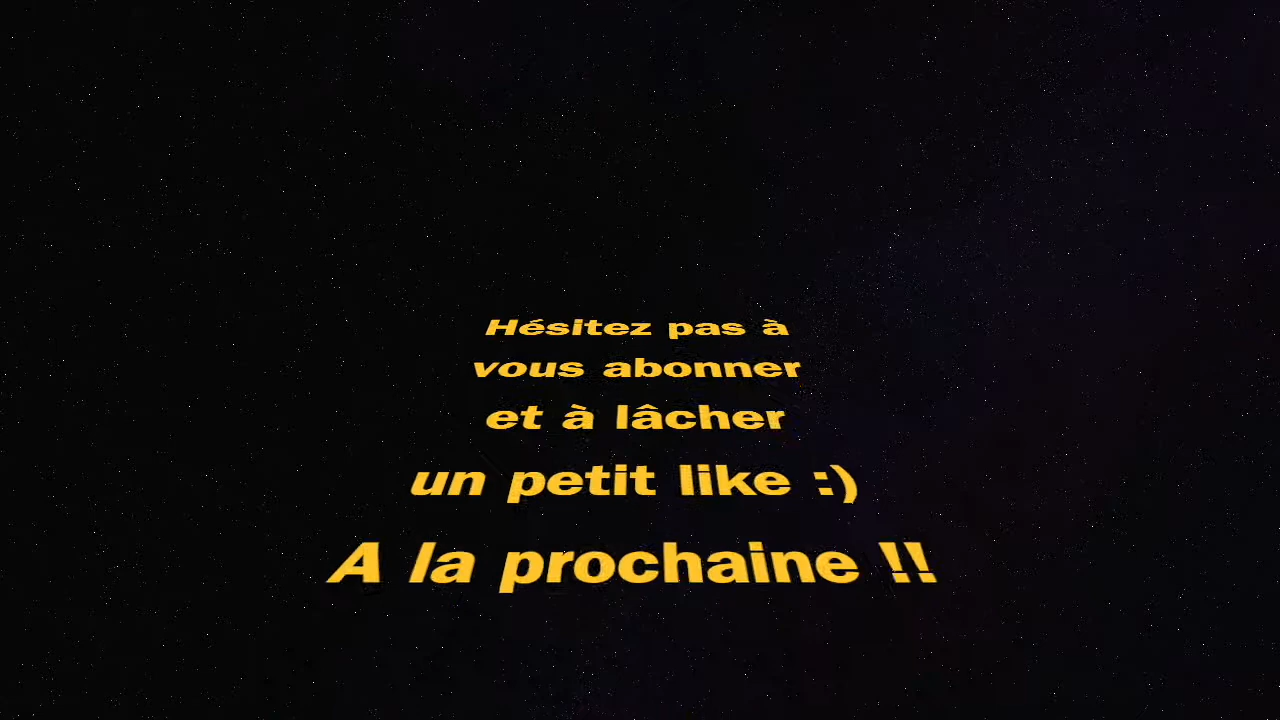 Hésitez pas à
vous abonner
et à lâcher
un petit like :)
A la prochaine !!